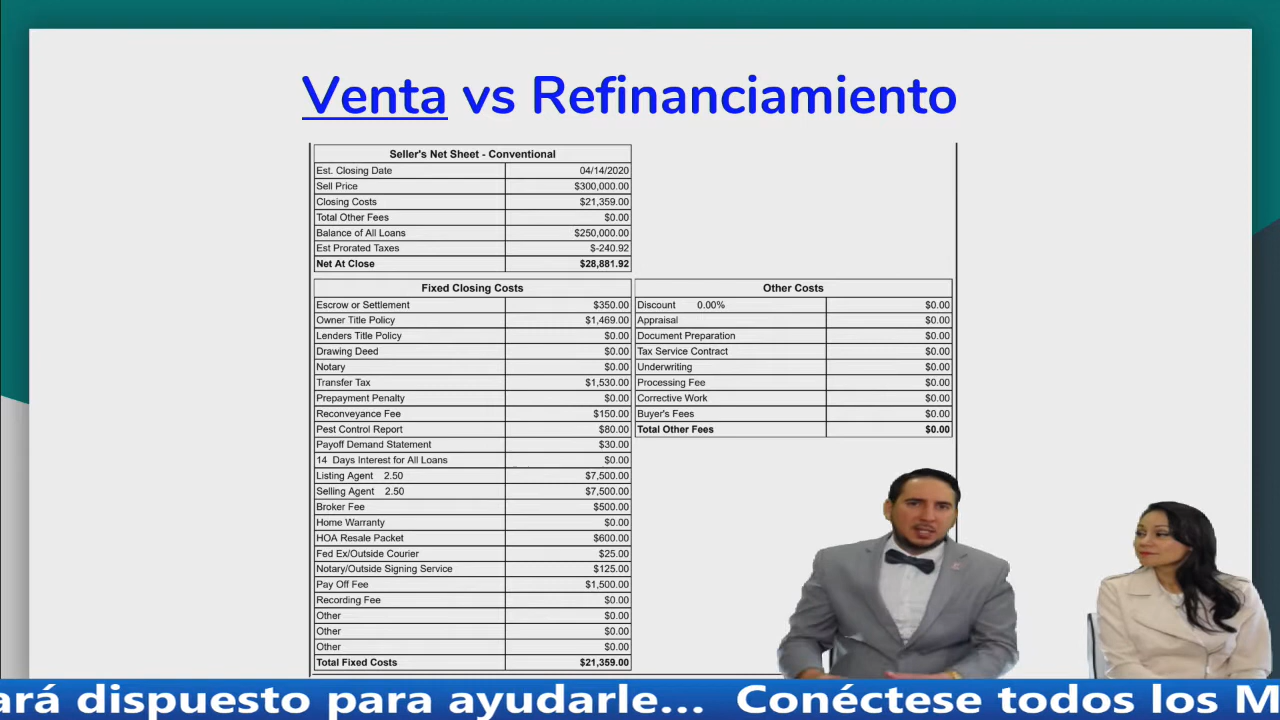 Venta vs Refinanciamiento
Seller's Net Sheet - Conventional
Est. Closing Date 04/14/2020
Sell Price $300,000.00
Closing Costs $21,359.00
Total Other Fees $0.00
Balance of All Loans $250,000.00
Est Prorated Taxes $-240.92
Net At Close $28,881.92
Fixed Closing Costs
Escrow or Settlement $350.00
Owner Title Policy $1,469.00
Lenders Title Policy $0.00
Drawing Deed $0.00
Notary $0.00
Transfer Tax $1,530.00
Prepayment Penalty $0.00
Reconveyance Fee $150.00
Pest Control Report $80.00
Payoff Demand Statement $30.00
14 Days Interest for All Loans $0.00
Listing Agent 2.50 $7,500.00
Selling Agent 2.50 $7,500.00
Broker Fee $500.00
Home Warranty $0.00
HOA Resale Packet $600.00
Fed Ex/Outside Courier $25.00
Notary/Outside Signing Service $125.00
Pay Off Fee $1,500.00
Recording Fee $0.00
Other $0.00
Other $0.00
Other $0.00
Total Fixed Costs $21,359.00
Other Costs
Discount 0.00% $0.00
Appraisal $0.00
Document Preparation $0.00
Tax Service Contract $0.00
Underwriting $0.00
Processing Fee $0.00
Corrective Work $0.00
Buyer's Fees $0.00
Total Other Fees $0.00
ará dispuesto para ayudarle... Conéctese todos los M